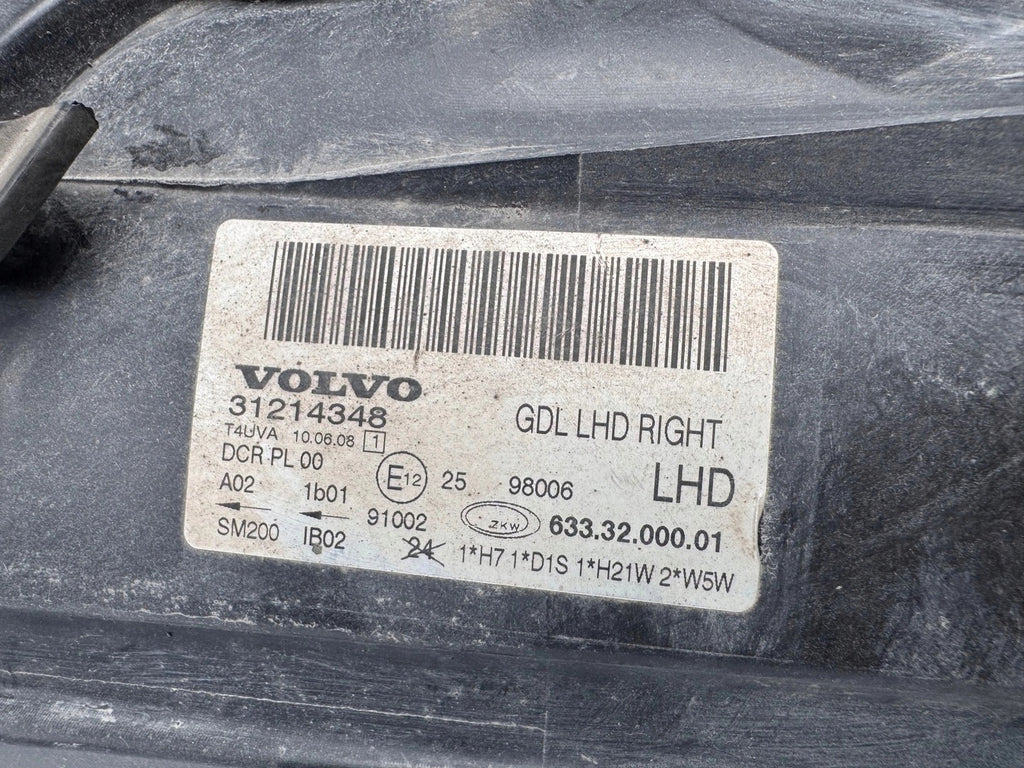 VOLVO
31214348
GDL LHD RIGHT
T4UVA 10.06.08 1
DCR PL 00
E12 25 98006 LHD
A02 1b01
91002 ZKW 633.32.000.01
SM200 IB02
24 1*H7 1*D1S 1*H21W 2*W5W